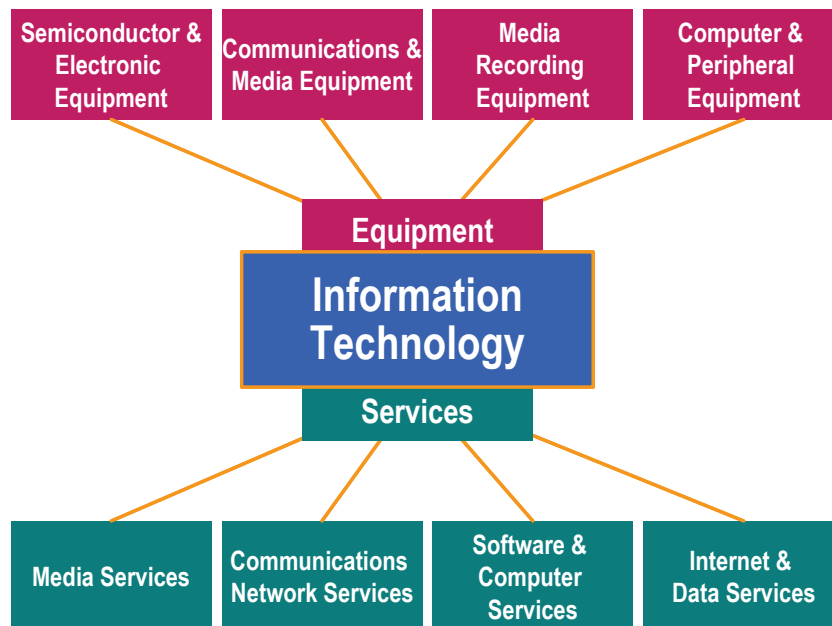 Semiconductor &
Electronic
Equipment
Communications &
Media Equipment
Media
Recording
Equipment
Computer &
Peripheral
Equipment
Equipment
Information
Technology
Services
Media Services
Communications
Network Services
Software &
Computer
Services
Internet &
Data Services